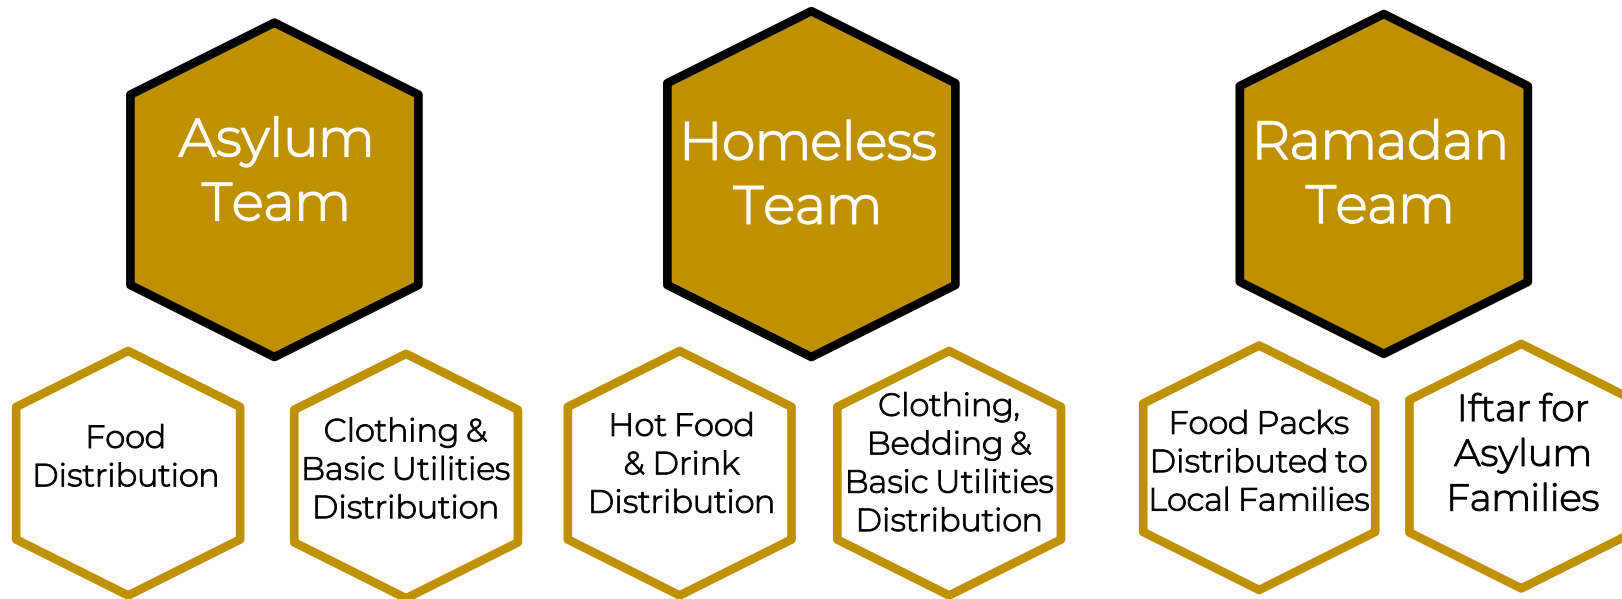 Asylum
Team
Homeless
Team
Ramadan
Team
Food
Distribution
Clothing &
Basic Utilities
Distribution
Hot Food
& Drink
Distribution
Clothing,
Bedding &
Basic Utilities
Distribution
Food Packs
Distributed to
Local Families
Iftar for
Asylum
Families